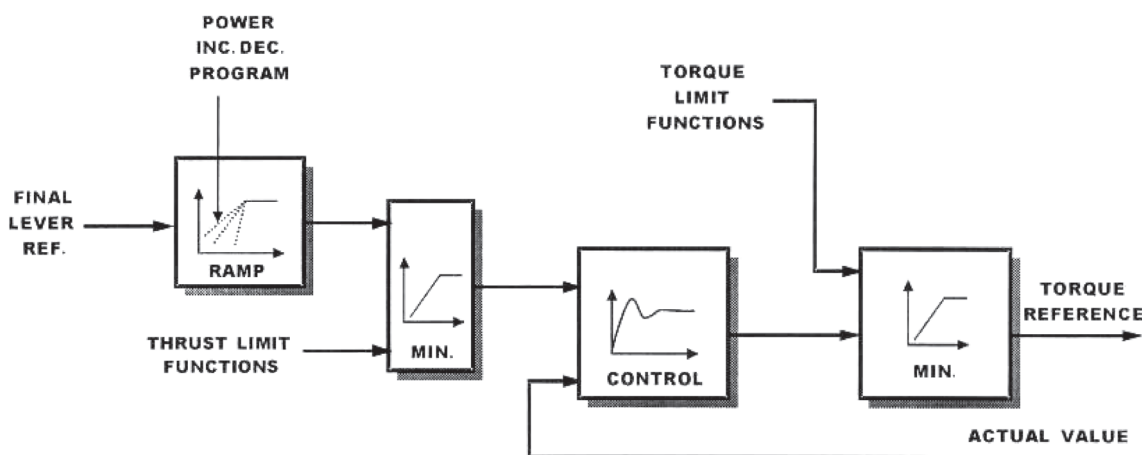 POWER
INC. DEC.
PROGRAM
TORQUE
LIMIT
FUNCTIONS
FINAL
LEVER
REF.
RAMP
THRUST LIMIT
FUNCTIONS
MIN.
CONTROL
MIN.
TORQUE
REFERENCE
ACTUAL VALUE